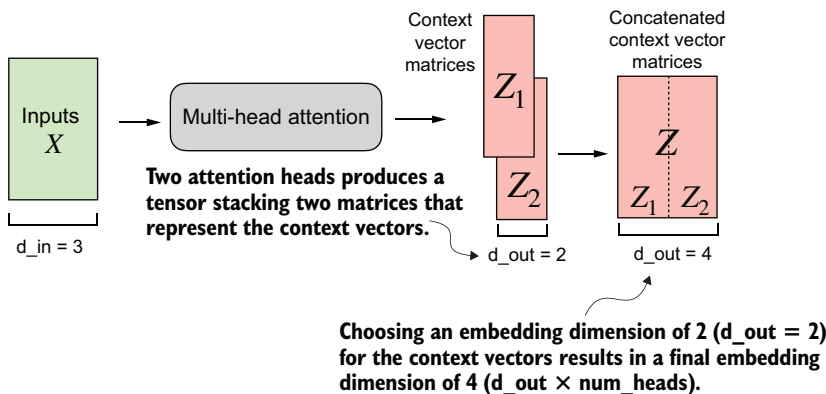 Inputs
X
d_in = 3
Multi-head attention
Two attention heads produces a
tensor stacking two matrices that
represent the context vectors.
Context
vector
matrices
Z1
Z2
d_out = 2
Concatenated
context vector
matrices
Z
Z1 Z2
d_out = 4
Choosing an embedding dimension of 2 (d_out = 2)
for the context vectors results in a final embedding
dimension of 4 (d_out × num_heads).